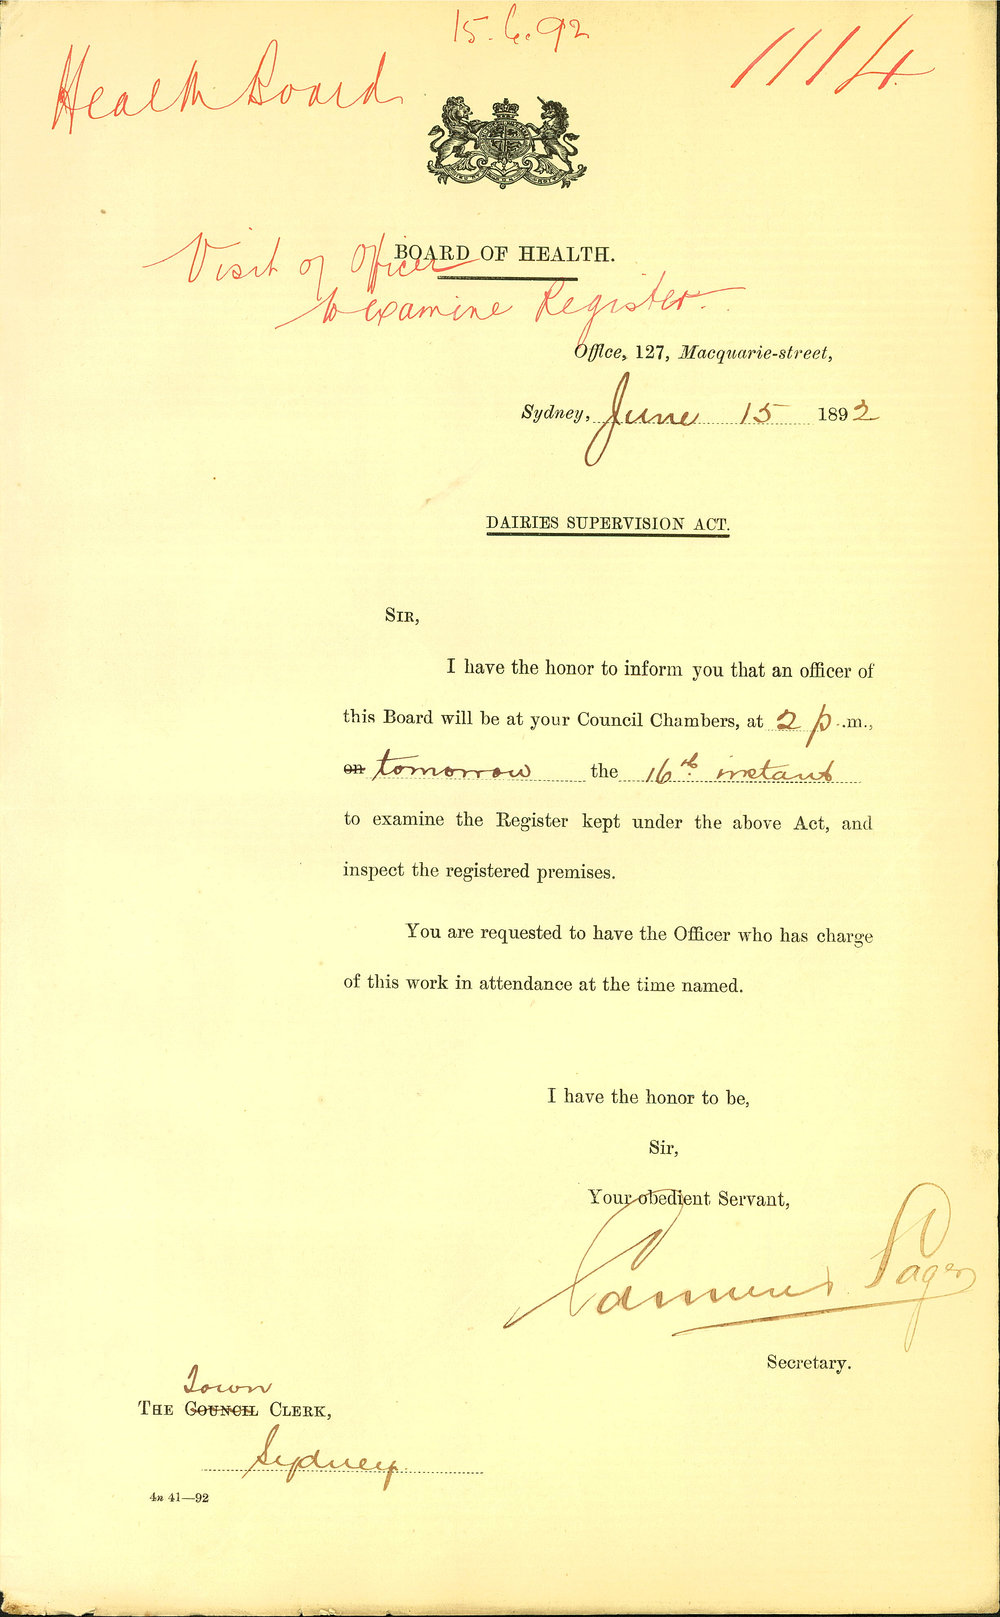 15.6.92
1114
Health Board
BOARD OF HEALTH.
Visit of Officer
to examine Register.
Office, 127, Macquarie-street,
Sydney, June 15 1892
DAIRIES SUPERVISION ACT.
SIR,
I have the honor to inform you that an officer of
this Board will be at your Council Chambers, at 2 p.m.,
on tomorrow the 16th instant
to examine the Register kept under the above Act, and
inspect the registered premises.
You are requested to have the Officer who has charge
of this work in attendance at the time named.
I have the honor to be,
Sir,
Your obedient Servant,
Edmund Sager
Secretary.
Town
THE COUNCIL CLERK,
Sydney
4n 41—92